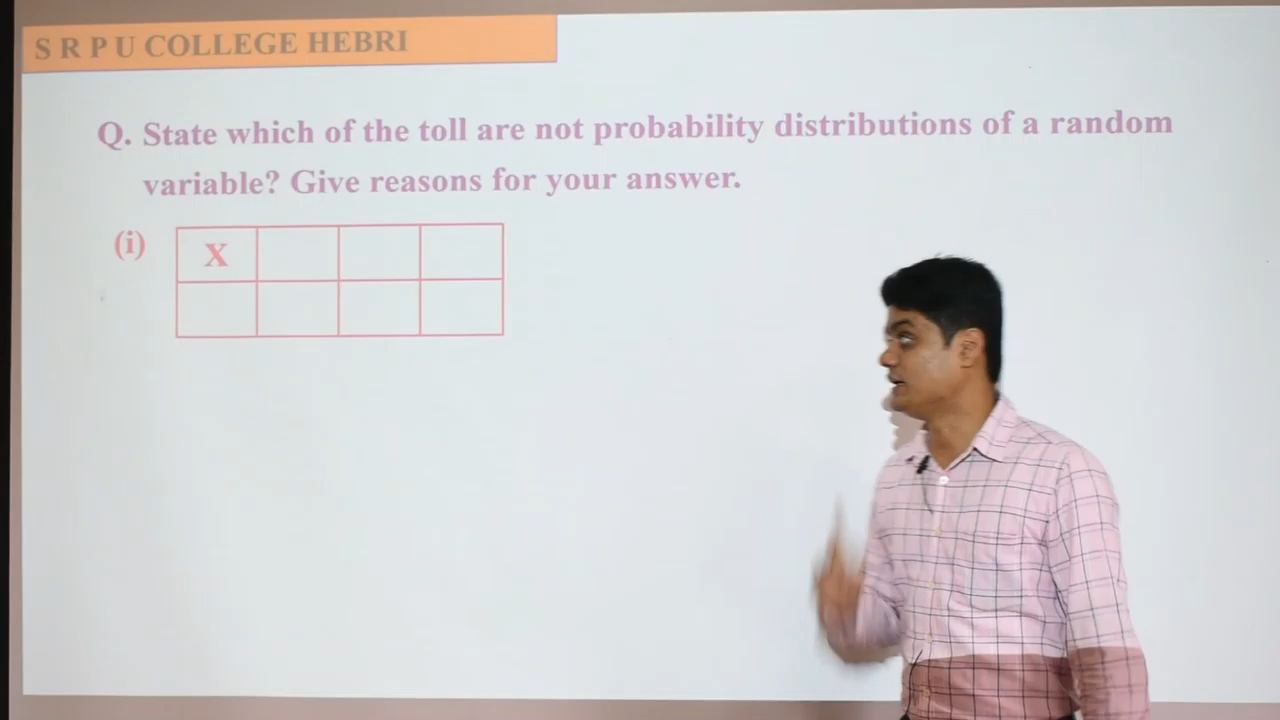 S R P U COLLEGE HEBRI
Q. State which of the toll are not probability distributions of a random
variable? Give reasons for your answer.
(i)
X